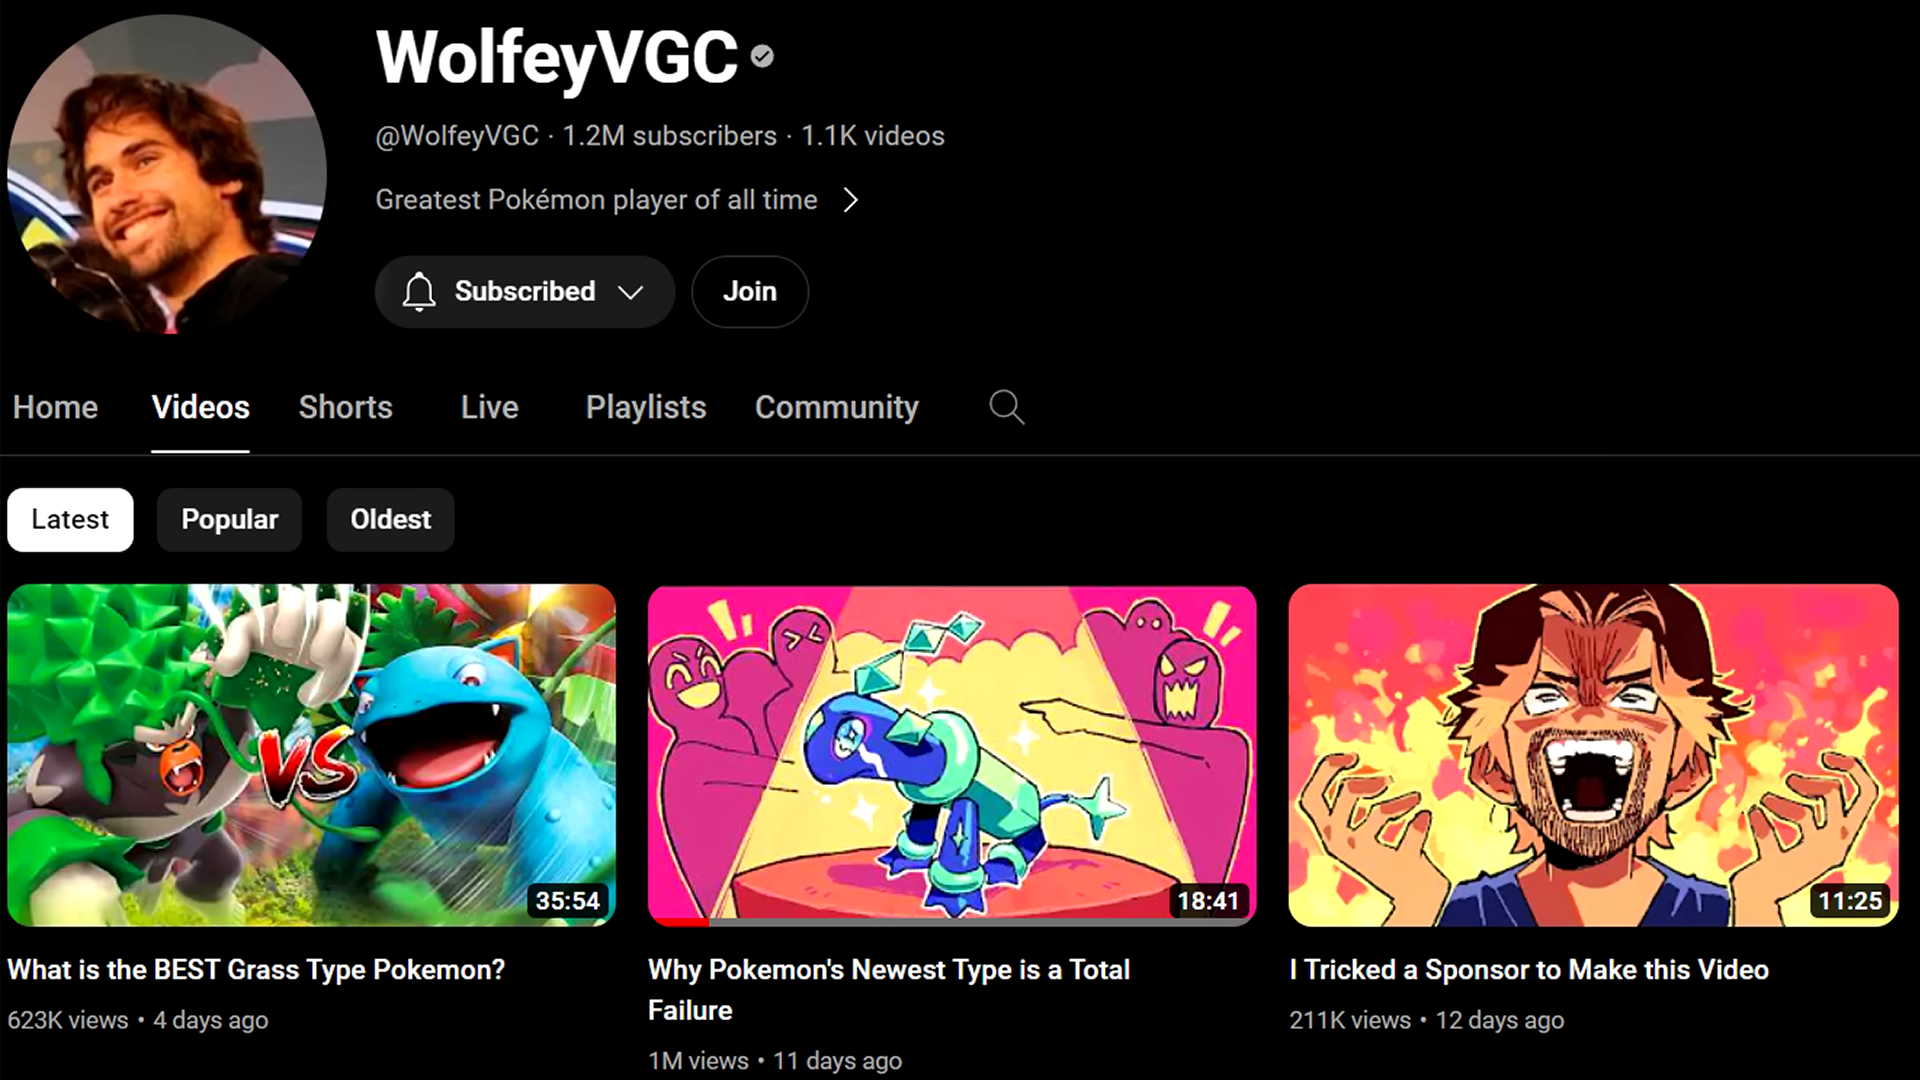 WolfeyVGC
@WolfeyVGC · 1.2M subscribers · 1.1K videos
Greatest Pokémon player of all time
Subscribed
Join
Home
Videos
Shorts
Live
Playlists
Community
Latest
Popular
Oldest
VS
35:54
18:41
11:25
What is the BEST Grass Type Pokemon?
623K views • 4 days ago
Why Pokemon's Newest Type is a Total
Failure
1M views • 11 days ago
I Tricked a Sponsor to Make this Video
211K views • 12 days ago